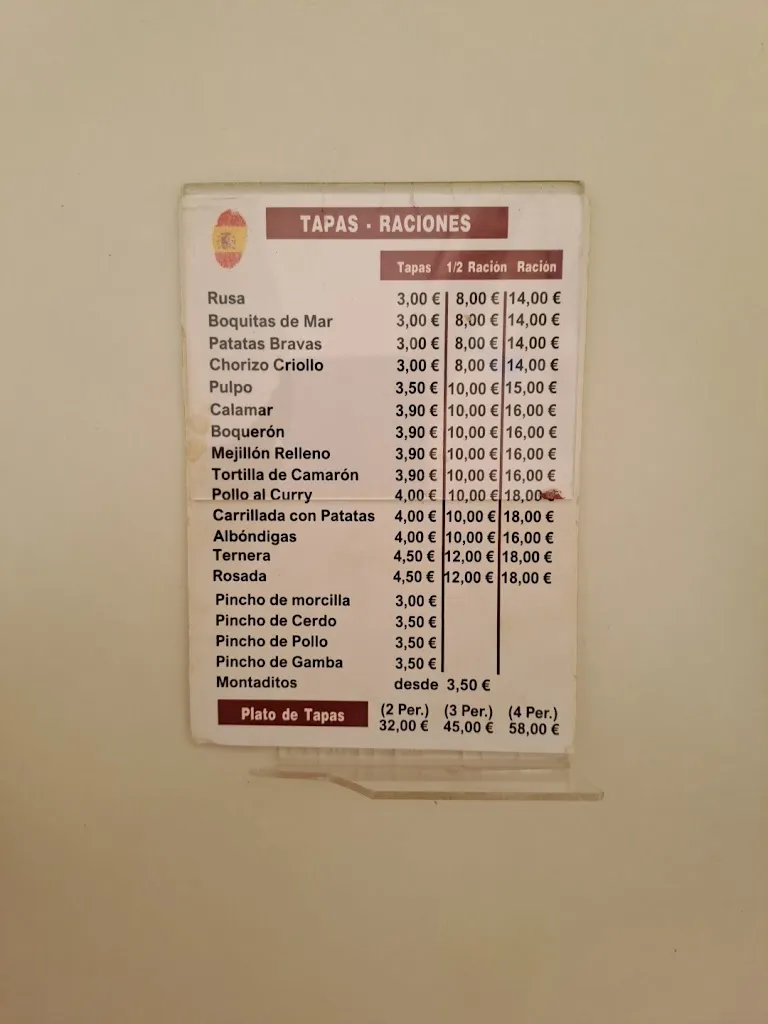 TAPAS - RACIONES
Tapas 1/2 Ración Ración
Rusa 3,00 € 8,00 € 14,00 €
Boquitas de Mar 3,00 € 8,00 € 14,00 €
Patatas Bravas 3,00 € 8,00 € 14,00 €
Chorizo Criollo 3,00 € 8,00 € 14,00 €
Pulpo 3,50 € 10,00 € 15,00 €
Calamar 3,90 € 10,00 € 16,00 €
Boquerón 3,90 € 10,00 € 16,00 €
Mejillón Relleno 3,90 € 10,00 € 16,00 €
Tortilla de Camarón 3,90 € 10,00 € 16,00 €
Pollo al Curry 4,00 € 10,00 € 18,00
Carrillada con Patatas 4,00 € 10,00 € 18,00 €
Albóndigas 4,00 € 10,00 € 16,00 €
Ternera 4,50 € 12,00 € 18,00 €
Rosada 4,50 € 12,00 € 18,00 €
Pincho de morcilla 3,00 €
Pincho de Cerdo 3,50 €
Pincho de Pollo 3,50 €
Pincho de Gamba 3,50 €
Montaditos desde 3,50 €
Plato de Tapas (2 Per.) (3 Per.) (4 Per.)
32,00 € 45,00 € 58,00 €